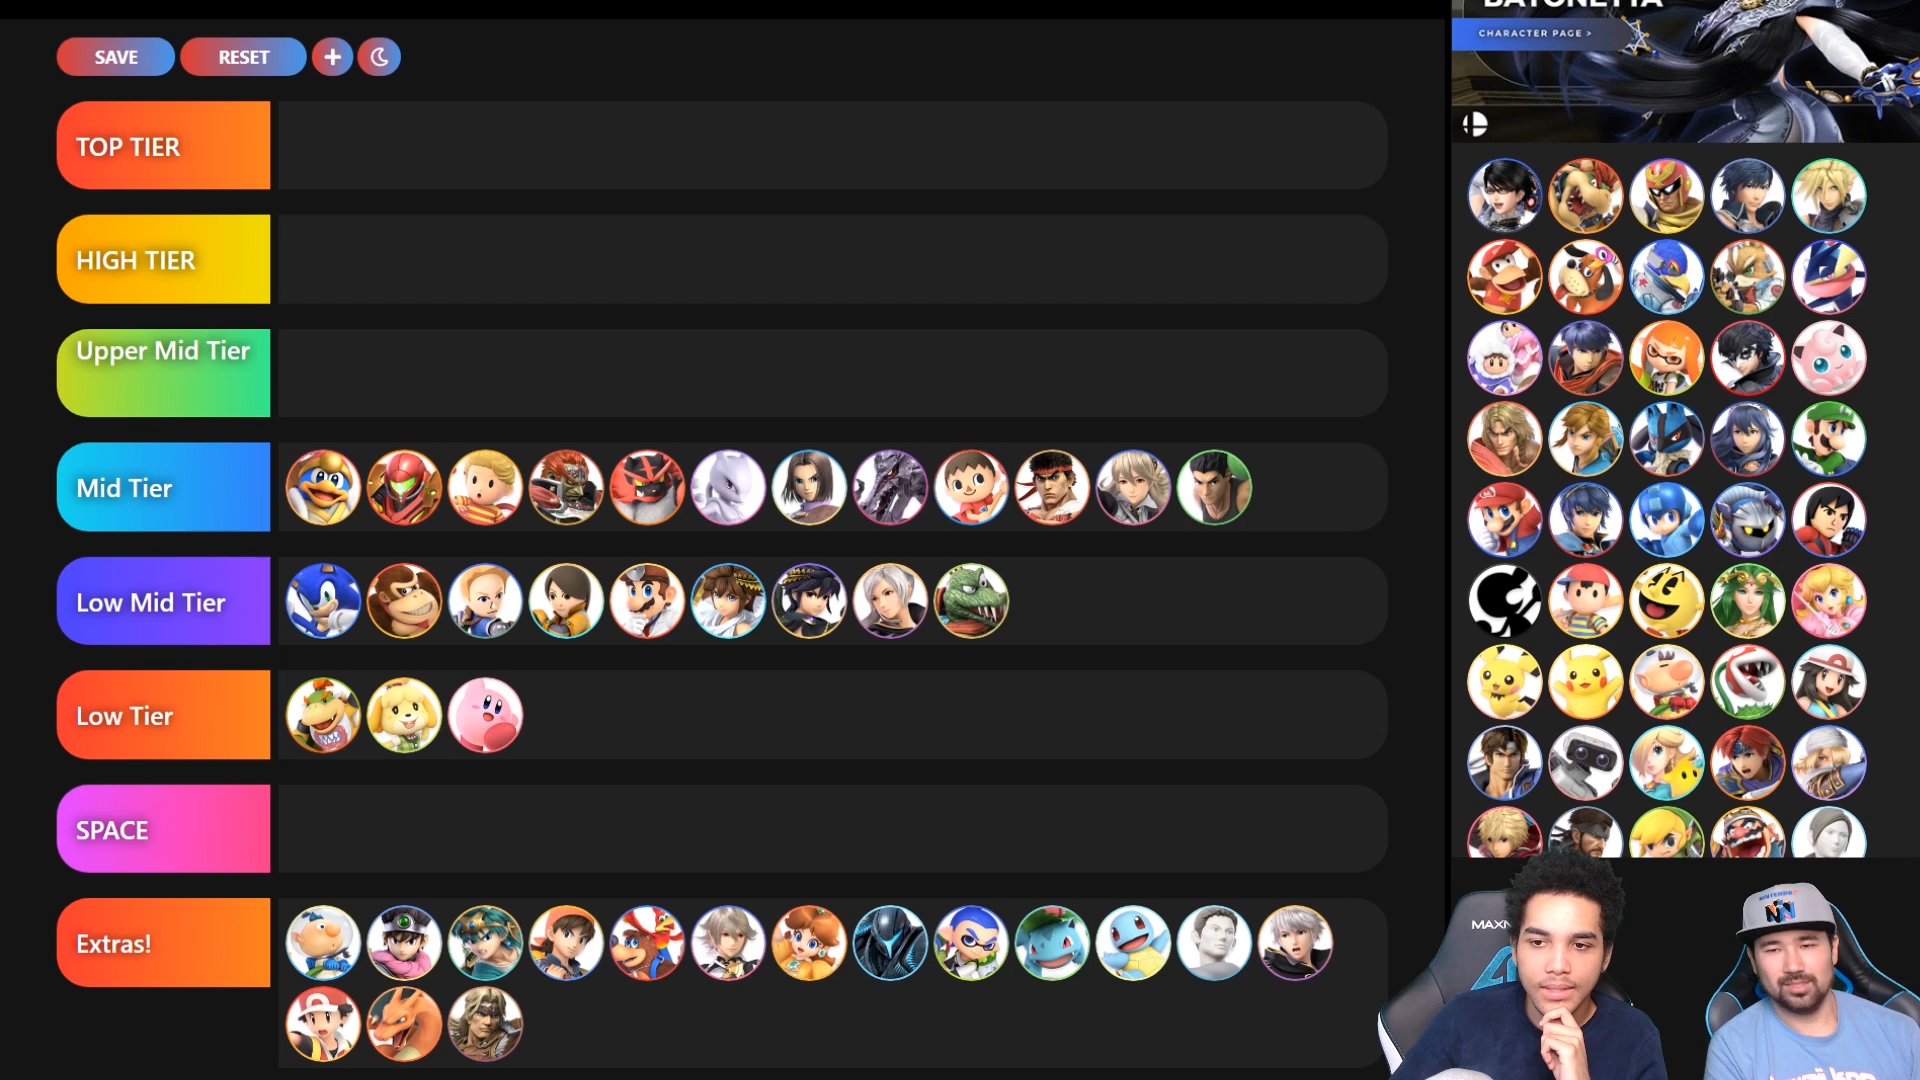 BAYONETTA
CHARACTER PAGE >
SAVE
RESET
TOP TIER
HIGH TIER
Upper Mid Tier
Mid Tier
Low Mid Tier
Low Tier
SPACE
Extras!